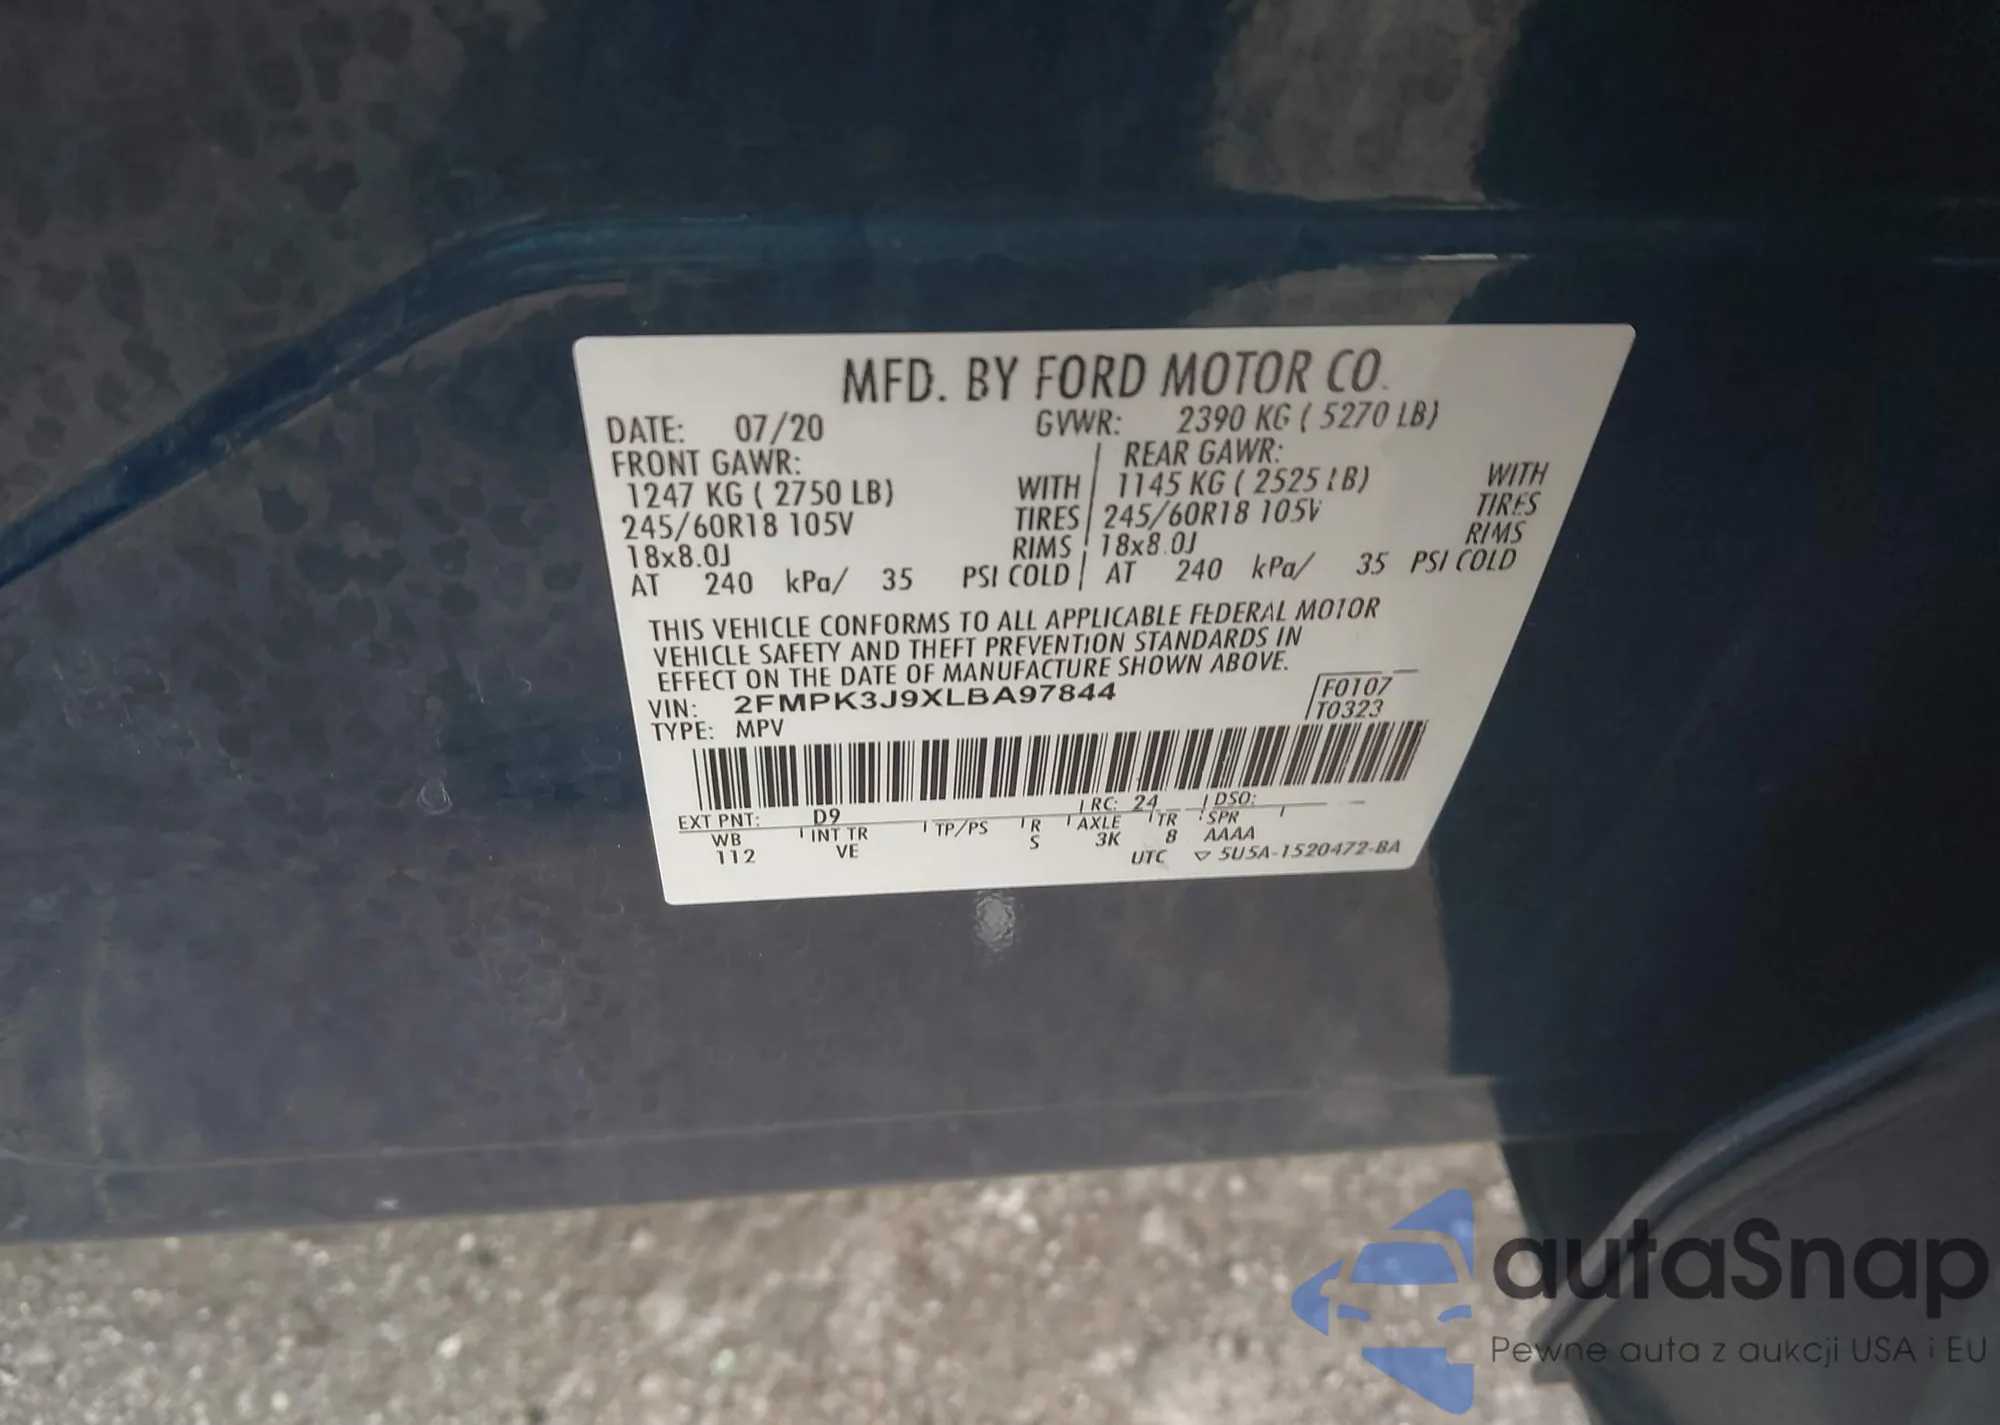 MFD. BY FORD MOTOR CO.
DATE: 07/20 GVWR: 2390 KG ( 5270 LB)
FRONT GAWR: REAR GAWR:
1247 KG ( 2750 LB) WITH 1145 KG ( 2525 LB) WITH
245/60R18 105V TIRES 245/60R18 105V TIRES
18x8.0J RIMS 18x8.0J RIMS
AT 240 kPa/ 35 PSI COLD AT 240 kPa/ 35 PSI COLD
THIS VEHICLE CONFORMS TO ALL APPLICABLE FEDERAL MOTOR
VEHICLE SAFETY AND THEFT PREVENTION STANDARDS IN
EFFECT ON THE DATE OF MANUFACTURE SHOWN ABOVE.
VIN: 2FMPK3J9XLBA97844 F0107
TYPE: MPV T0323
EXT PNT: D9 RC: 24 DSO:
WB INT TR TP/PS R AXLE TR SPR
112 VE S 3K 8 AAAA
UTC ▽ 5U5A-1520472-BA
autaSnap
Pewne auta z aukcji USA i EU